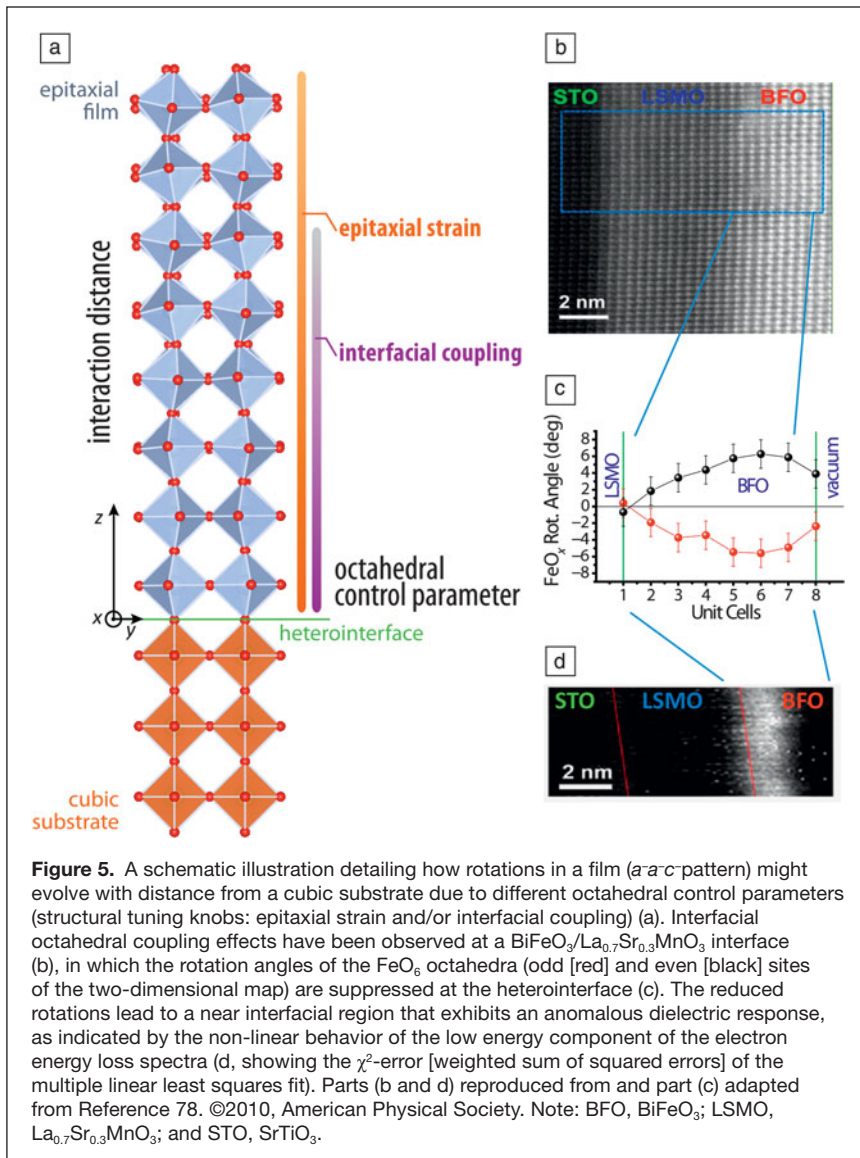 a
epitaxial
film
interaction distance
epitaxial strain
interfacial coupling
octahedral
control parameter
z
x
y
heterointerface
cubic
substrate
b
STO LSMO BFO
2 nm
c
FeOₓ Rot. Angle (deg)
8
6
4
2
0
-2
-4
-6
-8
LSMO
BFO
vacuum
1 2 3 4 5 6 7 8
Unit Cells
d
STO LSMO BFO
2 nm
Figure 5. A schematic illustration detailing how rotations in a film (a⁻a⁻c⁻pattern) might
evolve with distance from a cubic substrate due to different octahedral control parameters
(structural tuning knobs: epitaxial strain and/or interfacial coupling) (a). Interfacial
octahedral coupling effects have been observed at a BiFeO₃/La₀.₇Sr₀.₃MnO₃ interface
(b), in which the rotation angles of the FeO₆ octahedra (odd [red] and even [black] sites
of the two-dimensional map) are suppressed at the heterointerface (c). The reduced
rotations lead to a near interfacial region that exhibits an anomalous dielectric response,
as indicated by the non-linear behavior of the low energy component of the electron
energy loss spectra (d, showing the χ²-error [weighted sum of squared errors] of the
multiple linear least squares fit). Parts (b and d) reproduced from and part (c) adapted
from Reference 78. ©2010, American Physical Society. Note: BFO, BiFeO₃; LSMO,
La₀.₇Sr₀.₃MnO₃; and STO, SrTiO₃.